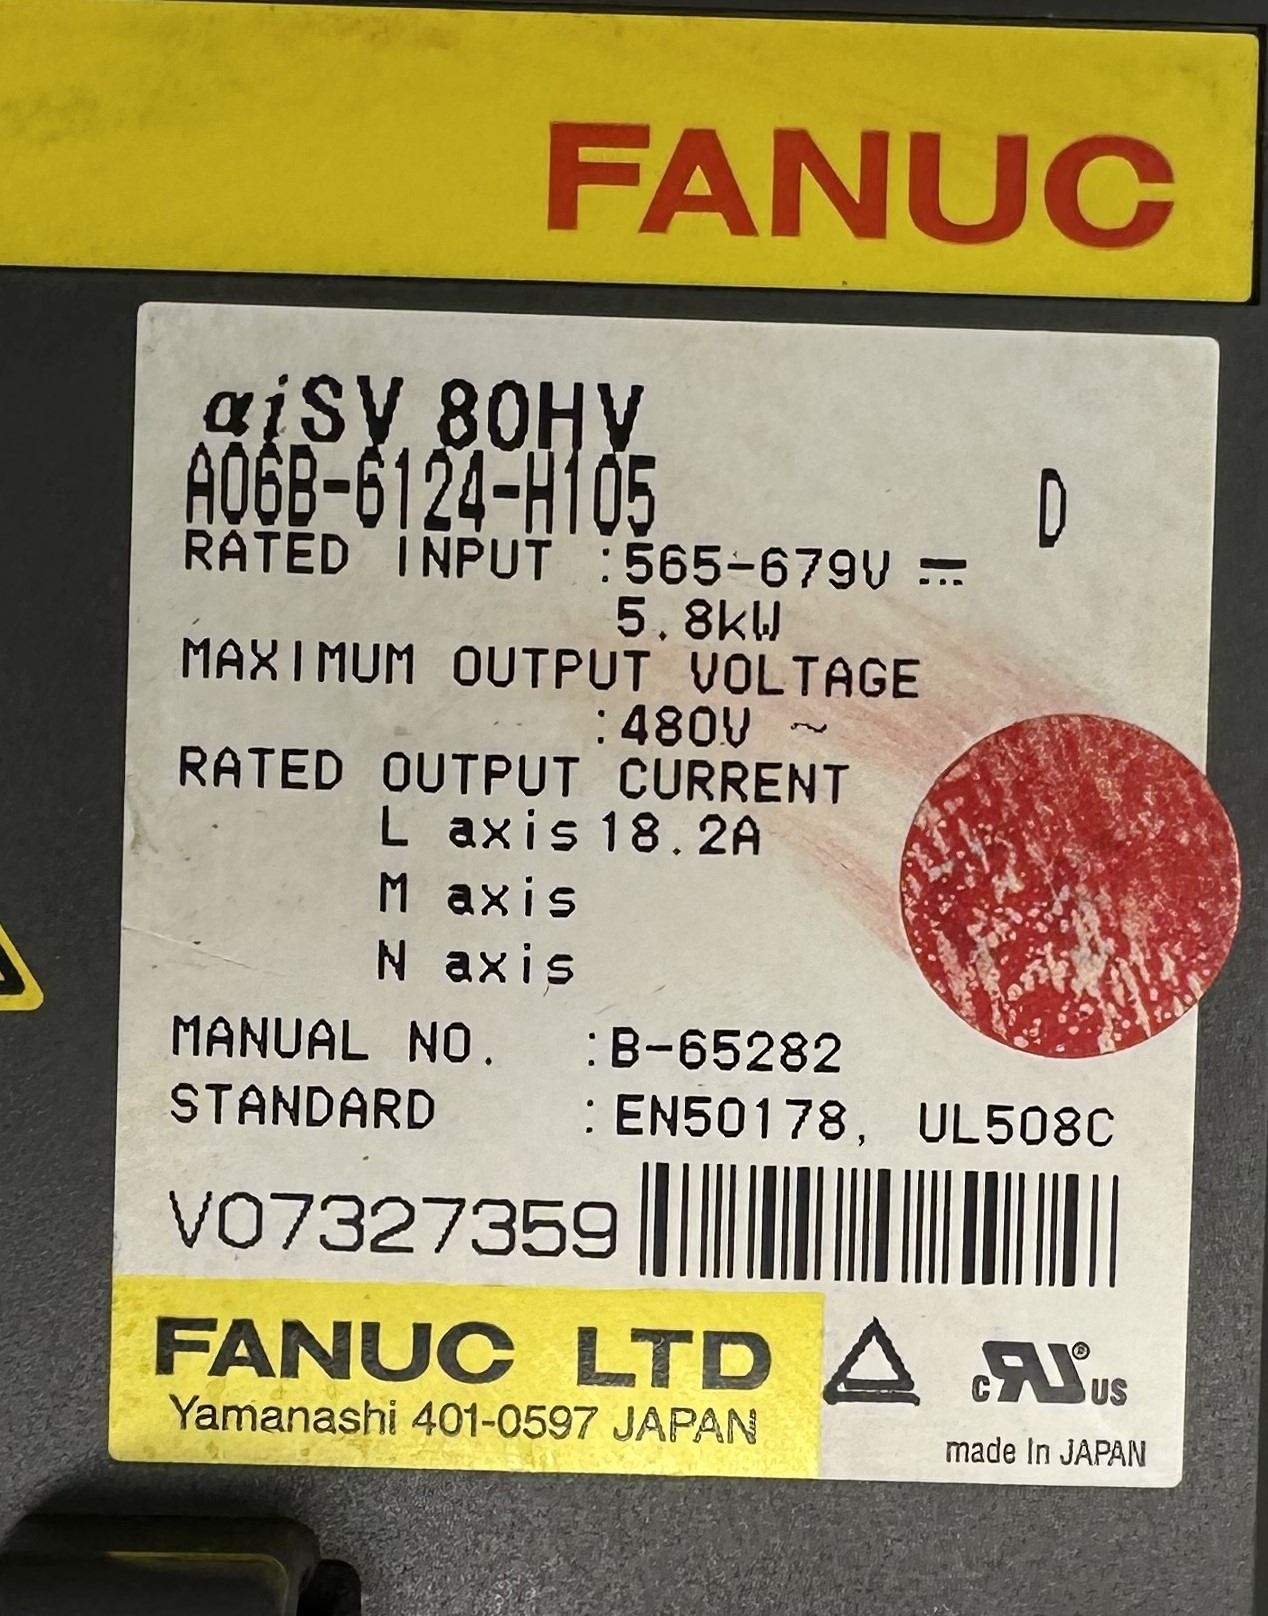 FANUC
αiSV 80HV
A06B-6124-H105 D
RATED INPUT :565-679V ⎓
5.8kW
MAXIMUM OUTPUT VOLTAGE
:480V ~
RATED OUTPUT CURRENT
L axis 18.2A
M axis
N axis
MANUAL NO. :B-65282
STANDARD :EN50178, UL508C
V07327359
FANUC LTD
Yamanashi 401-0597 JAPAN
c RU ® US
made In JAPAN